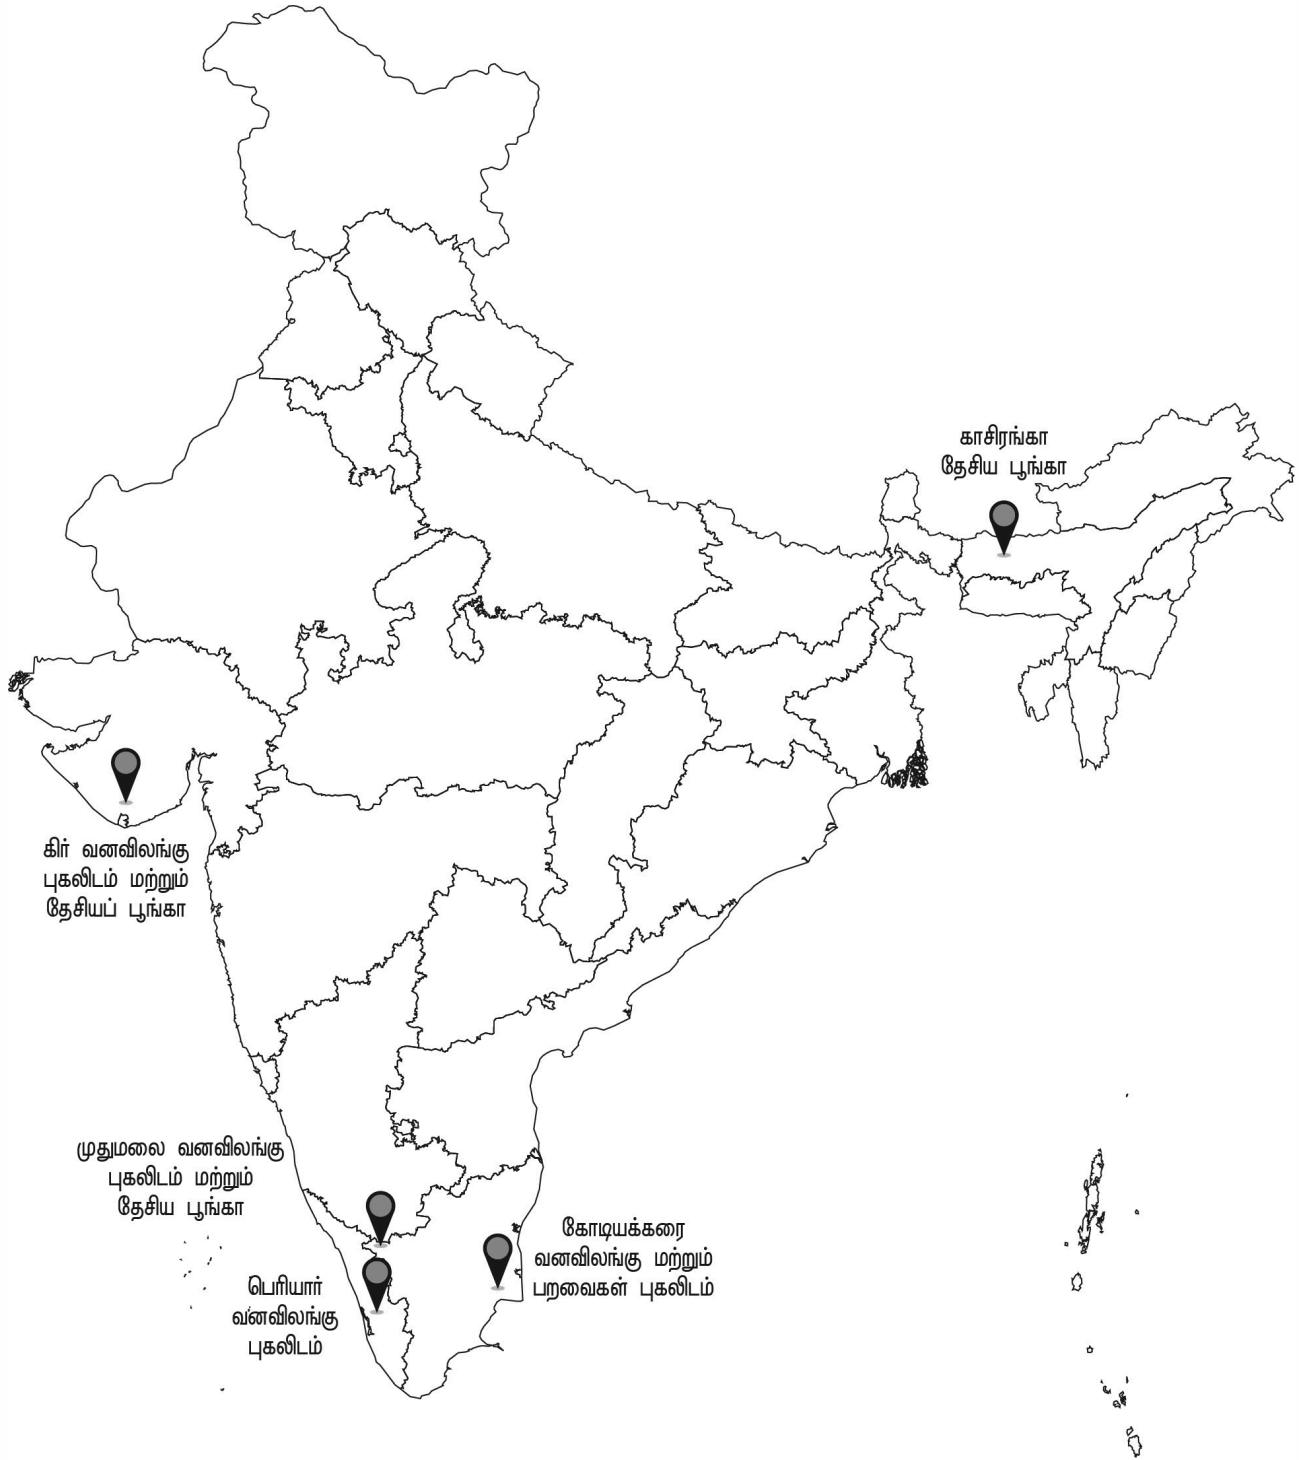 காசிரங்கா
தேசிய பூங்கா
கிர் வனவிலங்கு
புகலிடம் மற்றும்
தேசியப் பூங்கா
முதுமலை வனவிலங்கு
புகலிடம் மற்றும்
தேசிய பூங்கா
கோடியக்கரை
வனவிலங்கு மற்றும்
பறவைகள் புகலிடம்
பெரியார்
வனவிலங்கு
புகலிடம்